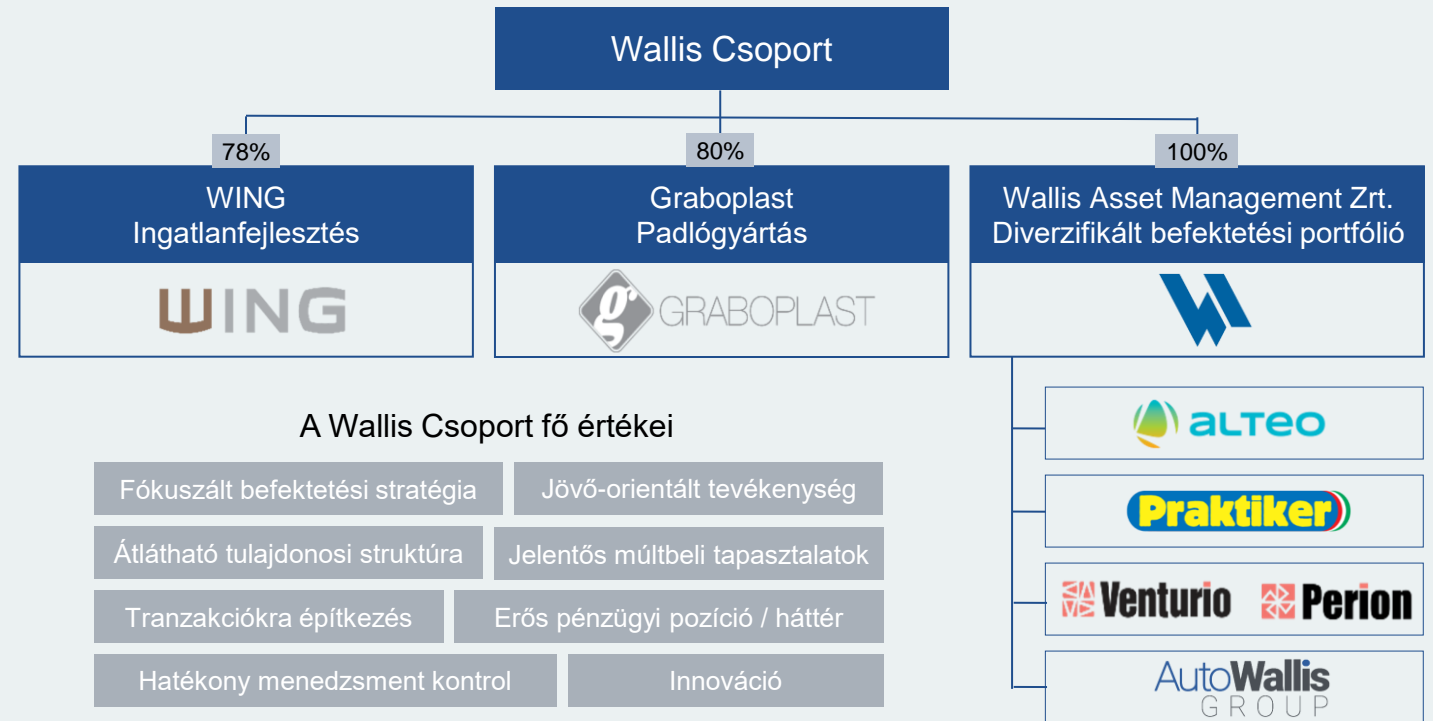 Wallis Csoport
78%
80%
100%
WING
Ingatlanfejlesztés
Graboplast
Padlógyártás
Wallis Asset Management Zrt.
Diverzifikált befektetési portfólió
WING
g GRABOPLAST
A Wallis Csoport fő értékei
Fókuszált befektetési stratégia
Jövő-orientált tevékenység
Átlátható tulajdonosi struktúra
Jelentős múltbeli tapasztalatok
Tranzakciókra építkezés
Erős pénzügyi pozíció / háttér
Hatékony menedzsment kontrol
Innováció
ALTEO
Praktiker
Venturio
Perion
AutoWallis
GROUP